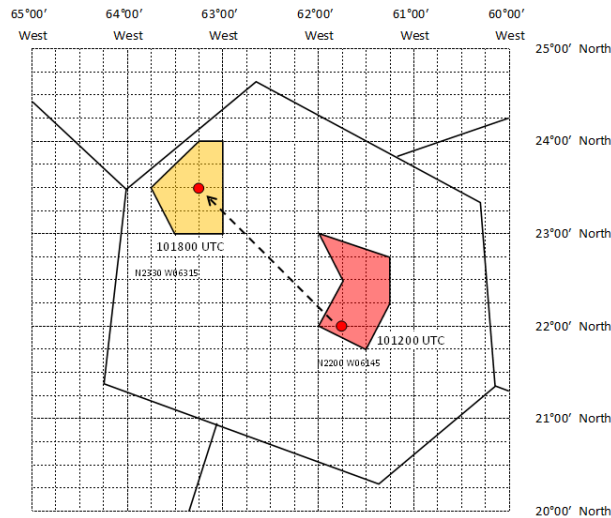 65°00’ 64°00’ 63°00’ 62°00’ 61°00’ 60°00’
West West West West West West
25°00’ North
24°00’ North
23°00’ North
101800 UTC
N2330 W06315
22°00’ North
101200 UTC
N2200 W06145
21°00’ North
20°00’ North